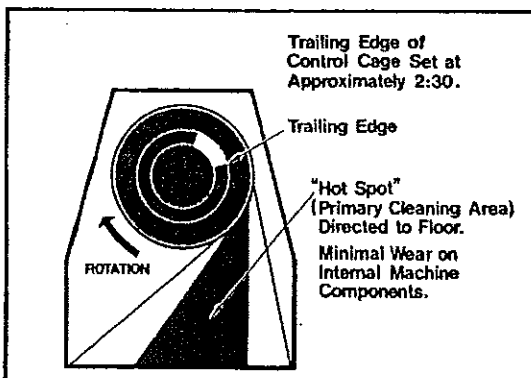 Trailing Edge of
Control Cage Set at
Approximately 2:30.
Trailing Edge
"Hot Spot"
(Primary Cleaning Area)
Directed to Floor.
Minimal Wear on
Internal Machine
Components.
ROTATION